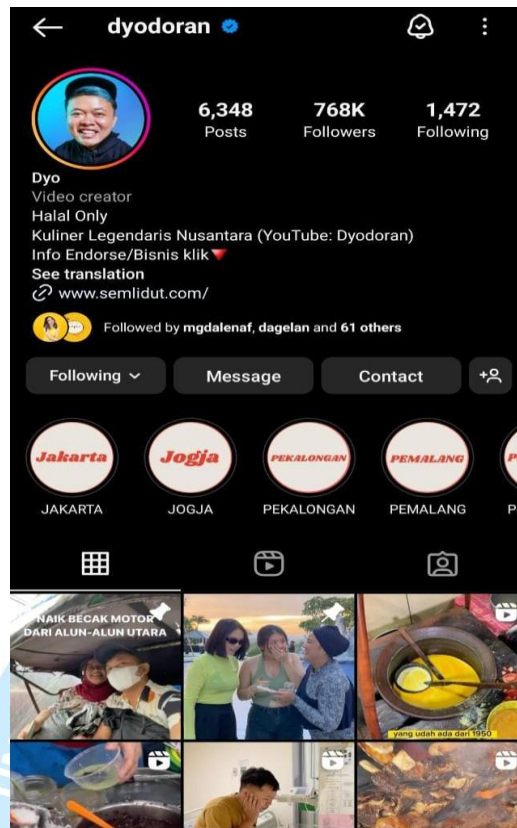 dyodoran
6,348 768K 1,472
Posts Followers Following
Dyo
Video creator
Halal Only
Kuliner Legendaris Nusantara (YouTube: Dyodoran)
Info Endorse/Bisnis klik🔻
See translation
www.semlidut.com/
Followed by mgdalenaf, dagelan and 61 others
Following Message Contact
Jakarta Jogja PEKALONGAN PEMALANG P
JAKARTA JOGJA PEKALONGAN PEMALANG P
NAIK BECAK MOTOR
DARI ALUN-ALUN UTARA
yang udah ada dari 1950